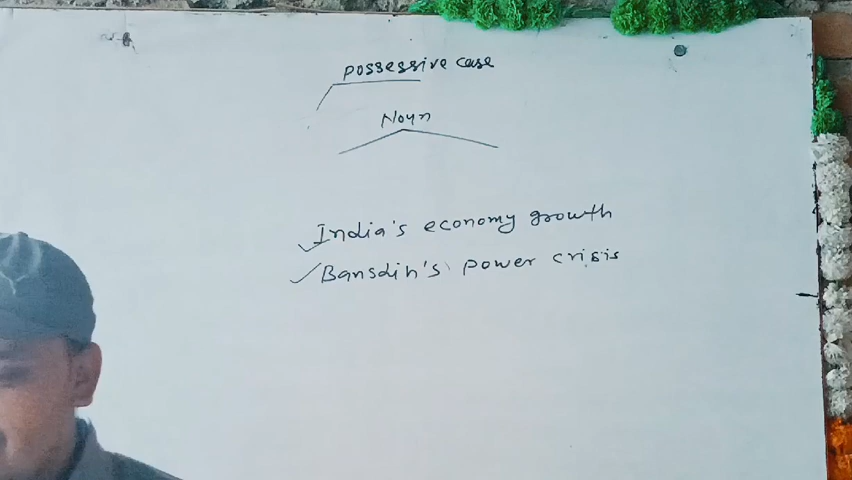 possessive case
Noun
India's economy growth
Bansdih's power crisis